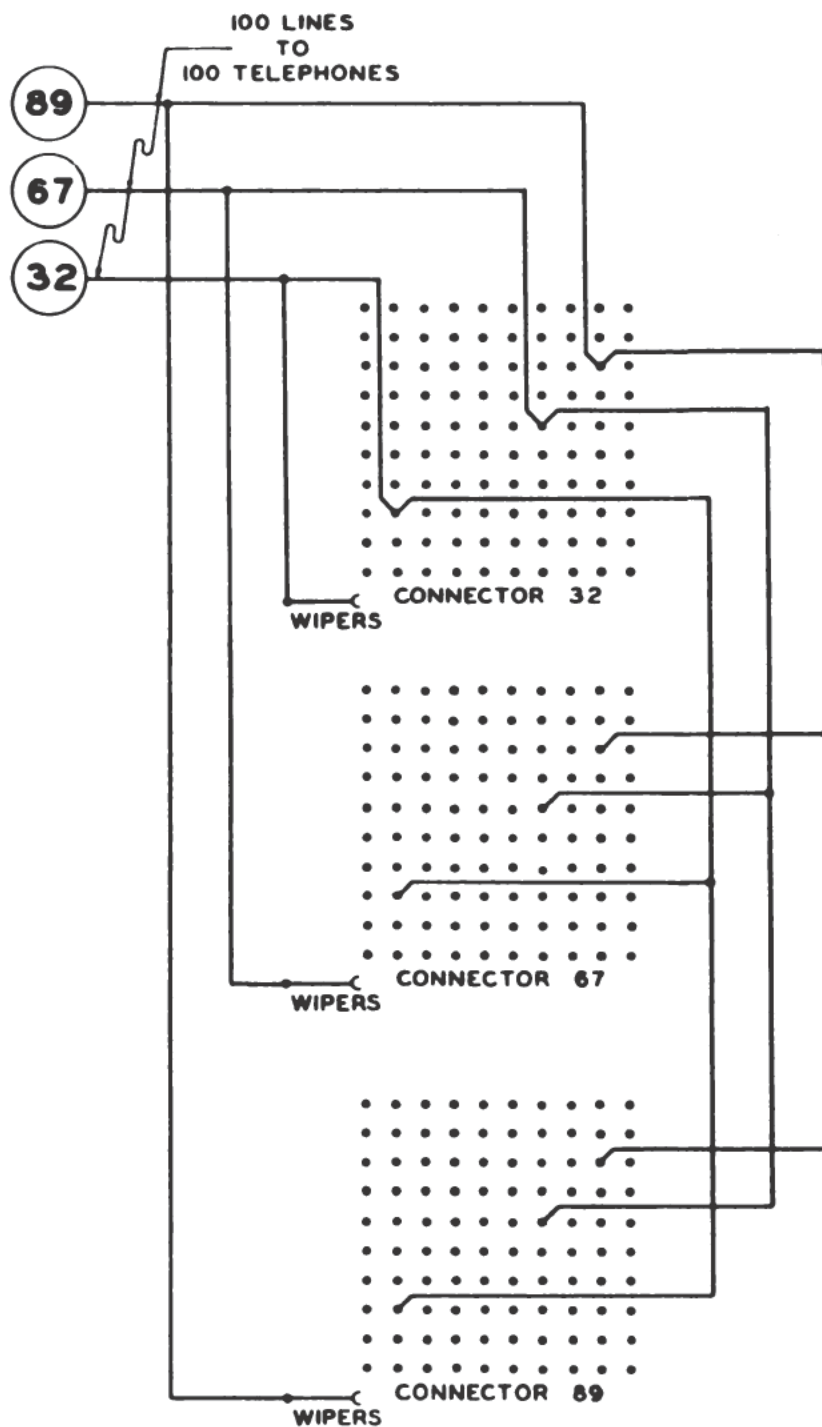 100 LINES
TO
100 TELEPHONES
89
67
32
CONNECTOR 32
WIPERS
CONNECTOR 67
WIPERS
CONNECTOR 89
WIPERS